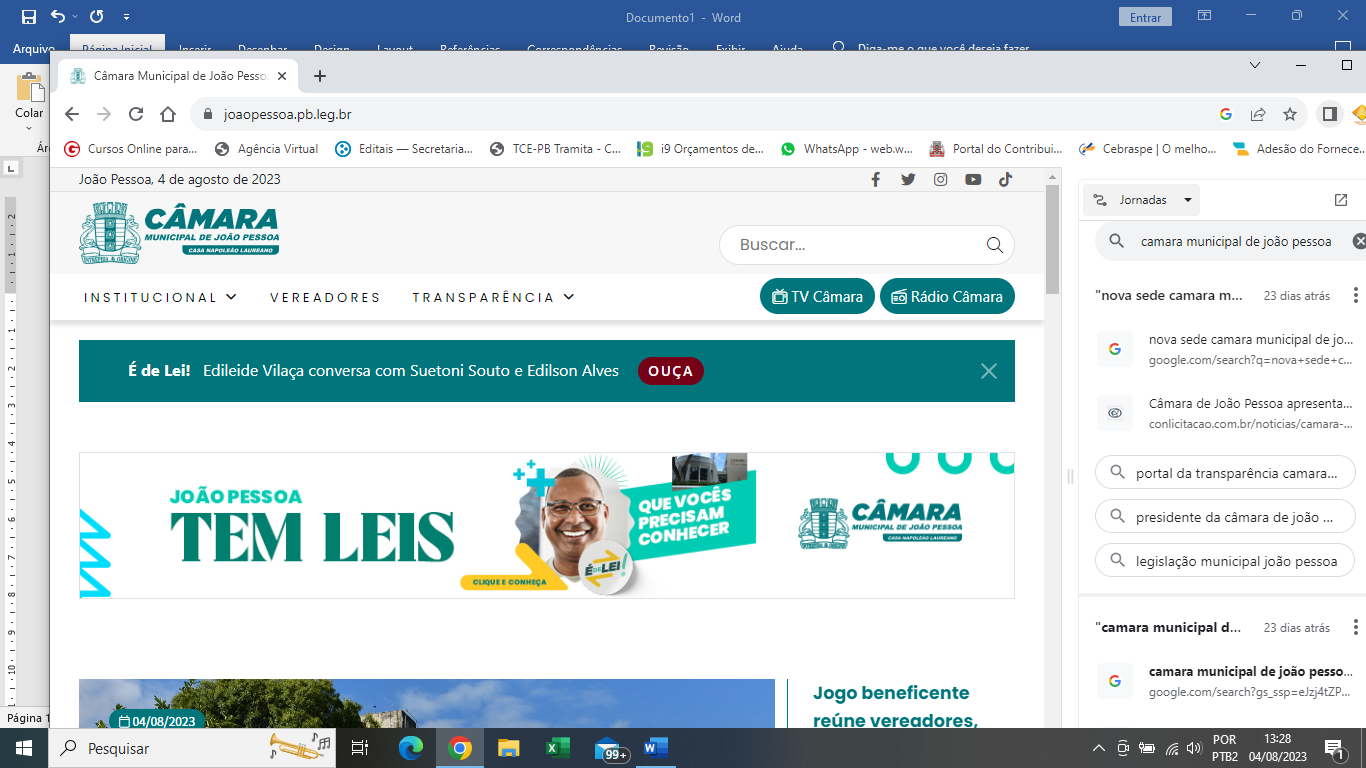 Documento1 - Word
Entrar
Arquivo Página Inicial Inserir Desenhar Design Layout Referências Correspondências Revisão Exibir Ajuda Diga-me o que você deseja fazer
Câmara Municipal de João Pesso
Colar
joaopessoa.pb.leg.br
Cursos Online para... Agência Virtual Editais — Secretaria... TCE-PB Tramita - C... i9 Orçamentos de... WhatsApp - web.w... Portal do Contribui... Cebraspe | O melho... Adesão do Fornece...
João Pessoa, 4 de agosto de 2023
CÂMARA
MUNICIPAL DE JOÃO PESSOA
CASA NAPOLEÃO LAUREANO
Buscar...
INSTITUCIONAL VEREADORES TRANSPARÊNCIA TV Câmara Rádio Câmara
É de Lei! Edileide Vilaça conversa com Suetoni Souto e Edilson Alves OUÇA
JOÃO PESSOA
TEM LEIS
QUE VOCÊS
PRECISAM
CONHECER
É DE LEI!
CLIQUE E CONHEÇA
CÂMARA
MUNICIPAL DE JOÃO PESSOA
CASA NAPOLEÃO LAUREANO
04/08/2023
Jogo beneficente
reúne vereadores,
Jornadas
camara municipal de joão pessoa
"nova sede camara m... 23 dias atrás
nova sede camara municipal de jo...
google.com/search?q=nova+sede+c...
Câmara de João Pessoa apresenta...
conlicitacao.com.br/noticias/camara-...
portal da transparência camara...
presidente da câmara de joão ...
legislação municipal joão pessoa
"camara municipal d... 23 dias atrás
camara municipal de joão pesso...
google.com/search?gs_ssp=eJzj4tZP...
Página 1
Pesquisar
99+
POR
PTB2
13:28
04/08/2023
1